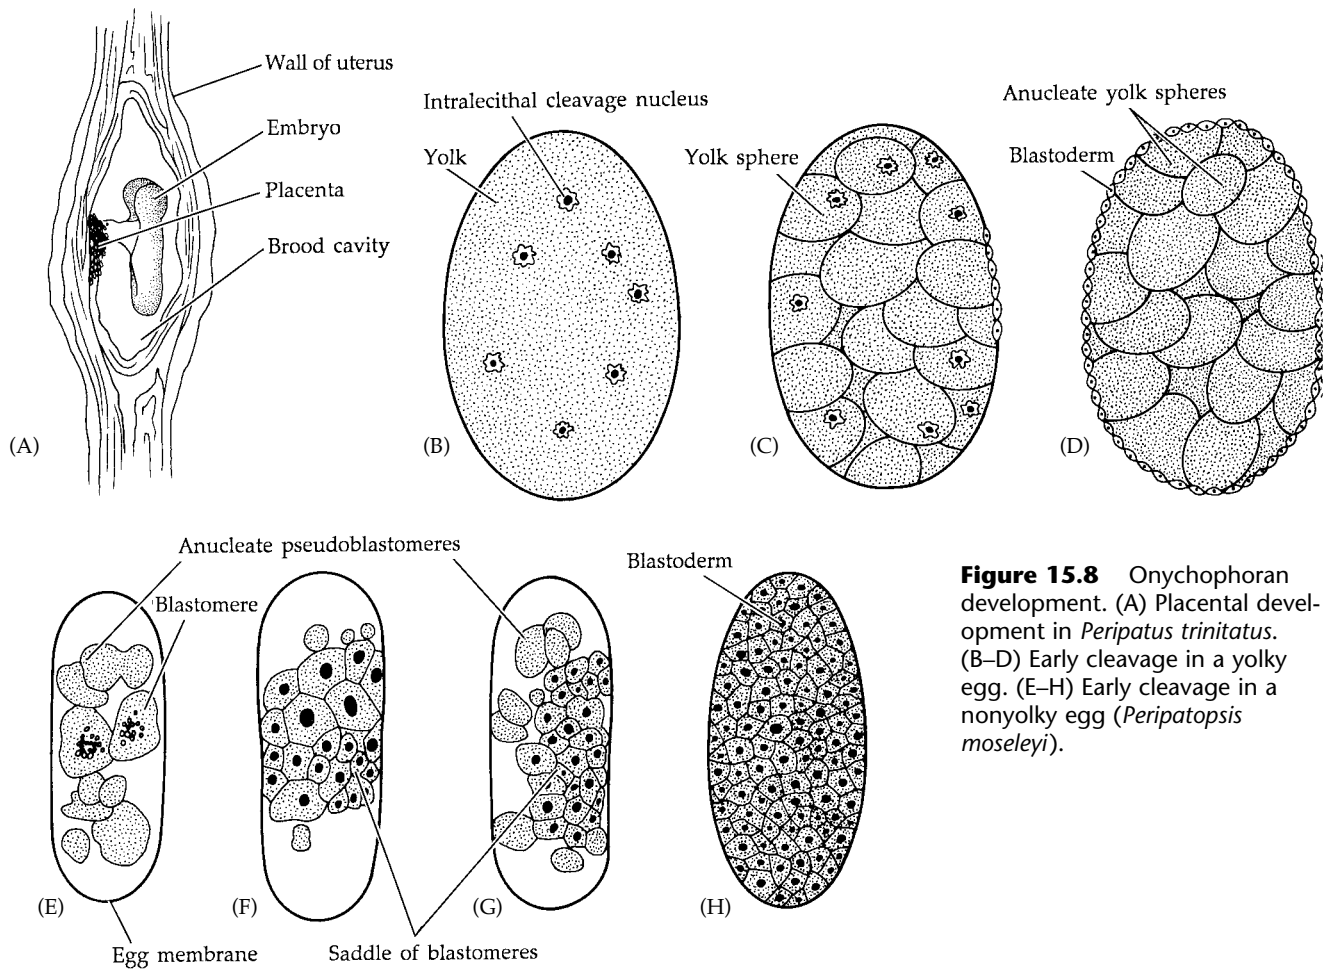 Wall of uterus
Embryo
Placenta
Brood cavity
(A)
Intralecithal cleavage nucleus
Yolk
(B)
Yolk sphere
(C)
Anucleate yolk spheres
Blastoderm
(D)
Anucleate pseudoblastomeres
Blastomere
(E)
Egg membrane
(F)
Saddle of blastomeres
(G)
Blastoderm
(H)
Figure 15.8 Onychophoran
development. (A) Placental devel-
opment in Peripatus trinitatus.
(B–D) Early cleavage in a yolky
egg. (E–H) Early cleavage in a
nonyolky egg (Peripatopsis
moseleyi).